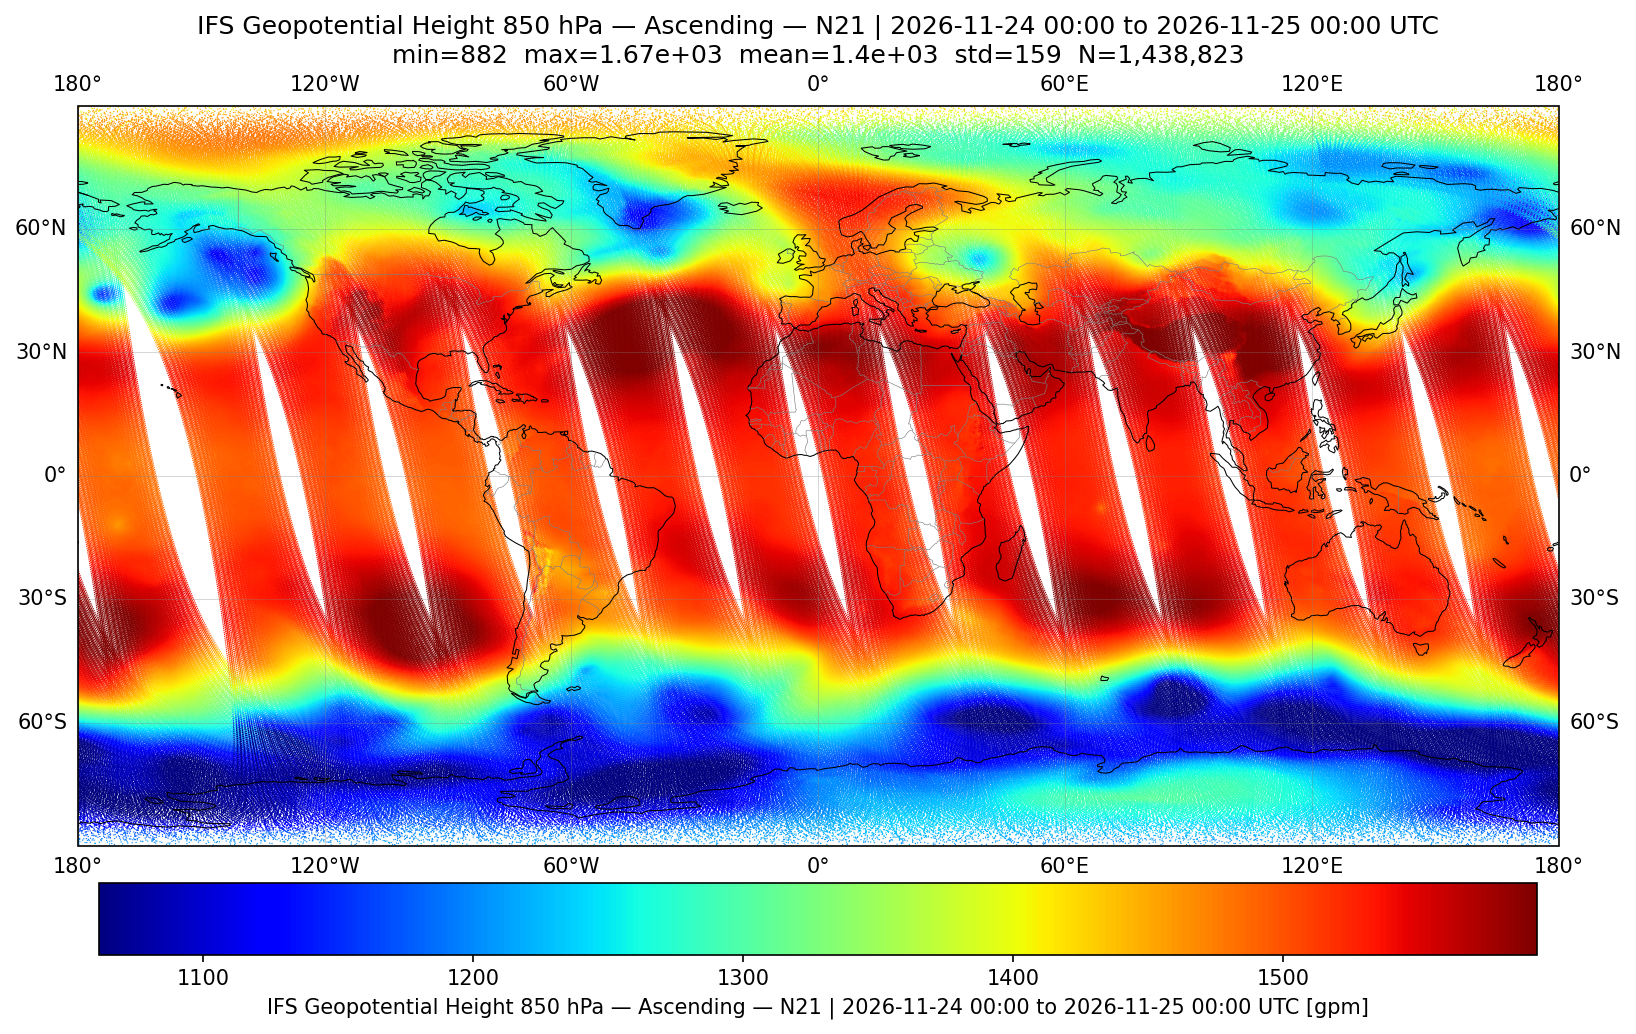 IFS Geopotential Height 850 hPa — Ascending — N21 | 2026-11-24 00:00 to 2026-11-25 00:00 UTC
min=882 max=1.67e+03 mean=1.4e+03 std=159 N=1,438,823
180° 120°W 60°W 0° 60°E 120°E 180°
60°N 60°N
30°N 30°N
0° 0°
30°S 30°S
60°S 60°S
180° 120°W 60°W 0° 60°E 120°E 180°
1100 1200 1300 1400 1500
IFS Geopotential Height 850 hPa — Ascending — N21 | 2026-11-24 00:00 to 2026-11-25 00:00 UTC [gpm]